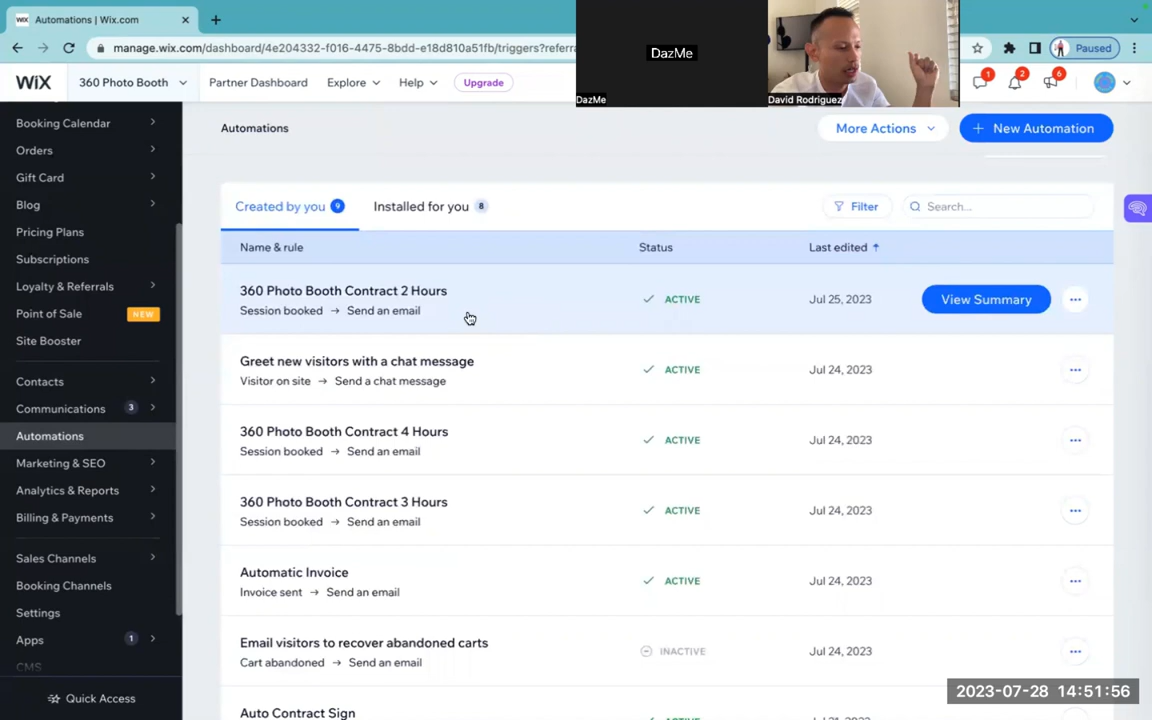 WiX Automations | Wix.com
manage.wix.com/dashboard/4e204332-f016-4475-8bdd-e18d810a51fb/triggers?referra
Paused
DazMe
DazMe
David Rodriguez
WiX
360 Photo Booth
Partner Dashboard
Explore
Help
Upgrade
1
2
6
Booking Calendar
Orders
Gift Card
Blog
Pricing Plans
Subscriptions
Loyalty & Referrals
Point of Sale NEW
Site Booster
Contacts
Communications 3
Automations
Marketing & SEO
Analytics & Reports
Billing & Payments
Sales Channels
Booking Channels
Settings
Apps 1
CMS
Quick Access
Automations
More Actions
+ New Automation
Created by you 9
Installed for you 8
Filter
Search...
Name & rule Status Last edited ↑
360 Photo Booth Contract 2 Hours
Session booked → Send an email
ACTIVE
Jul 25, 2023
View Summary
Greet new visitors with a chat message
Visitor on site → Send a chat message
ACTIVE
Jul 24, 2023
360 Photo Booth Contract 4 Hours
Session booked → Send an email
ACTIVE
Jul 24, 2023
360 Photo Booth Contract 3 Hours
Session booked → Send an email
ACTIVE
Jul 24, 2023
Automatic Invoice
Invoice sent → Send an email
ACTIVE
Jul 24, 2023
Email visitors to recover abandoned carts
Cart abandoned → Send an email
INACTIVE
Jul 24, 2023
Auto Contract Sign
ACTIVE
2023-07-28 14:51:56